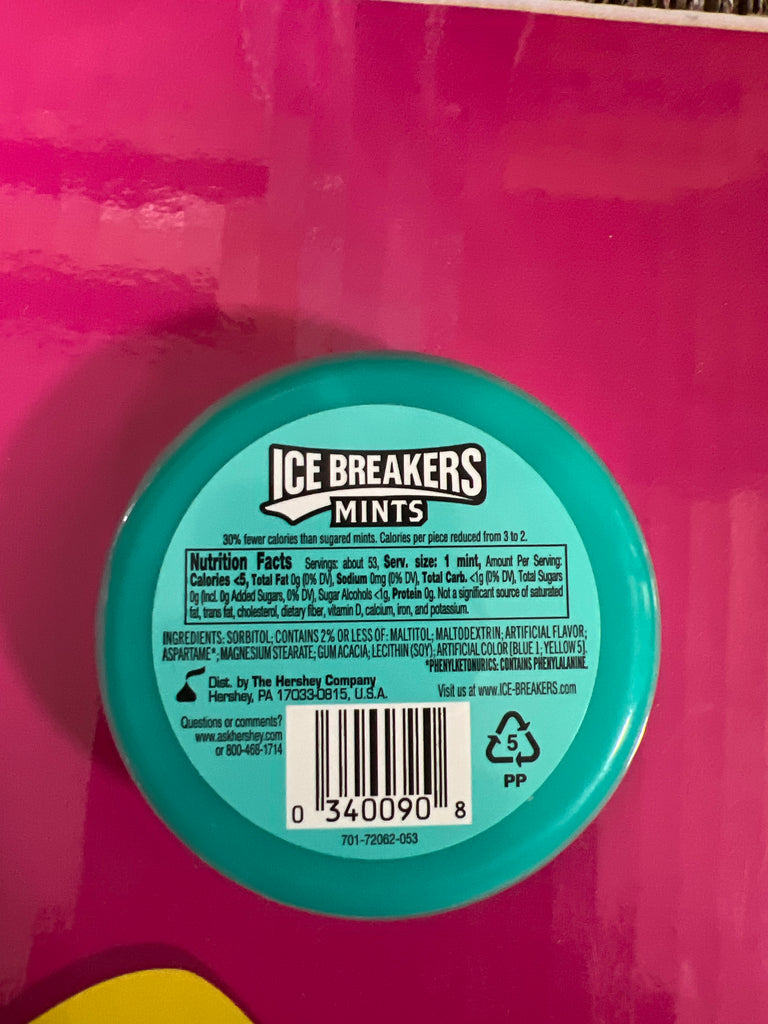 ICE BREAKERS
MINTS
30% fewer calories than sugared mints. Calories per piece reduced from 3 to 2.
Nutrition Facts Servings: about 53, Serv. size: 1 mint, Amount Per Serving:
Calories <5, Total Fat 0g (0% DV), Sodium 0mg (0% DV), Total Carb. <1g (0% DV), Total Sugars
0g (Incl. 0g Added Sugars, 0% DV), Sugar Alcohols <1g, Protein 0g. Not a significant source of saturated
fat, trans fat, cholesterol, dietary fiber, vitamin D, calcium, iron, and potassium.
INGREDIENTS: SORBITOL; CONTAINS 2% OR LESS OF: MALTITOL; MALTODEXTRIN; ARTIFICIAL FLAVOR;
ASPARTAME*; MAGNESIUM STEARATE; GUM ACACIA; LECITHIN (SOY); ARTIFICIAL COLOR [BLUE 1; YELLOW 5].
*PHENYLKETONURICS: CONTAINS PHENYLALANINE.
Dist. by The Hershey Company
Hershey, PA 17033-0815, U.S.A.
Visit us at www.ICE-BREAKERS.com
Questions or comments?
www.askhershey.com
or 800-468-1714
5
PP
0 340090 8
701-72062-053